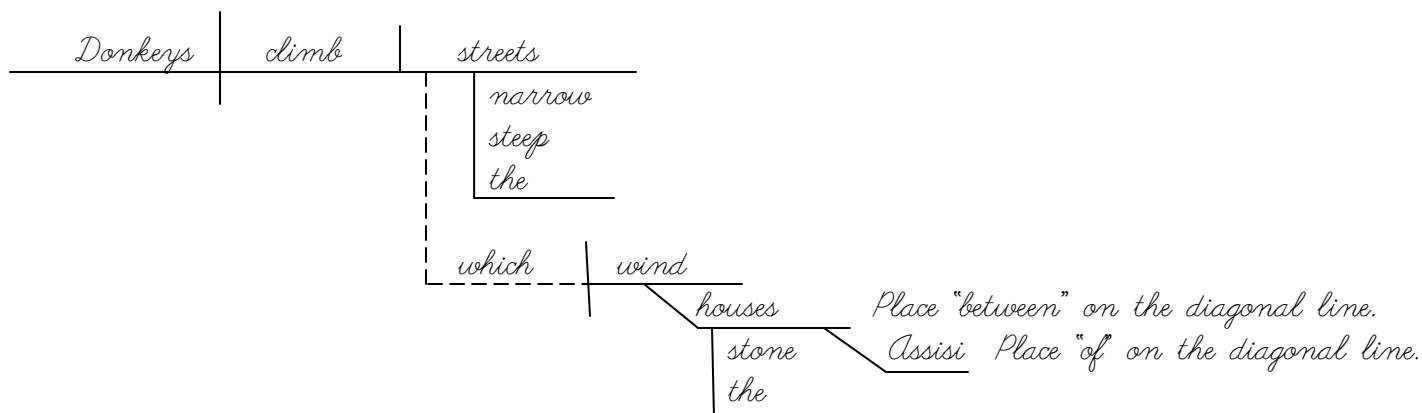 Donkeys climb streets
narrow
steep
the
which wind
houses Place "between" on the diagonal line.
stone Assisi Place "of" on the diagonal line.
the